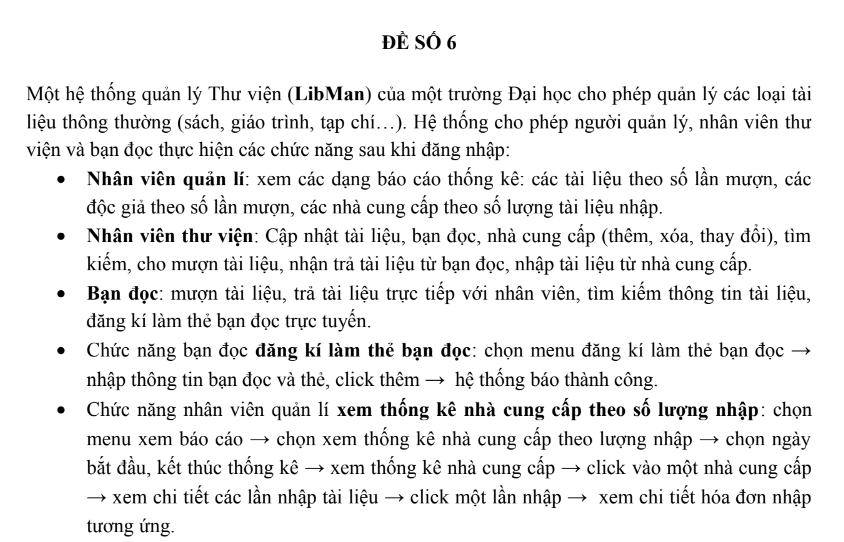 ĐỀ SỐ 6
Một hệ thống quản lý Thư viện (LibMan) của một trường Đại học cho phép quản lý các loại tài
liệu thông thường (sách, giáo trình, tạp chí…). Hệ thống cho phép người quản lý, nhân viên thư
viện và bạn đọc thực hiện các chức năng sau khi đăng nhập:
• Nhân viên quản lí: xem các dạng báo cáo thống kê: các tài liệu theo số lần mượn, các
độc giả theo số lần mượn, các nhà cung cấp theo số lượng tài liệu nhập.
• Nhân viên thư viện: Cập nhật tài liệu, bạn đọc, nhà cung cấp (thêm, xóa, thay đổi), tìm
kiếm, cho mượn tài liệu, nhận trả tài liệu từ bạn đọc, nhập tài liệu từ nhà cung cấp.
• Bạn đọc: mượn tài liệu, trả tài liệu trực tiếp với nhân viên, tìm kiếm thông tin tài liệu,
đăng kí làm thẻ bạn đọc trực tuyến.
• Chức năng bạn đọc đăng kí làm thẻ bạn đọc: chọn menu đăng kí làm thẻ bạn đọc →
nhập thông tin bạn đọc và thẻ, click thêm → hệ thống báo thành công.
• Chức năng nhân viên quản lí xem thống kê nhà cung cấp theo số lượng nhập: chọn
menu xem báo cáo → chọn xem thống kê nhà cung cấp theo lượng nhập → chọn ngày
bắt đầu, kết thúc thống kê → xem thống kê nhà cung cấp → click vào một nhà cung cấp
→ xem chi tiết các lần nhập tài liệu → click một lần nhập → xem chi tiết hóa đơn nhập
tương ứng.